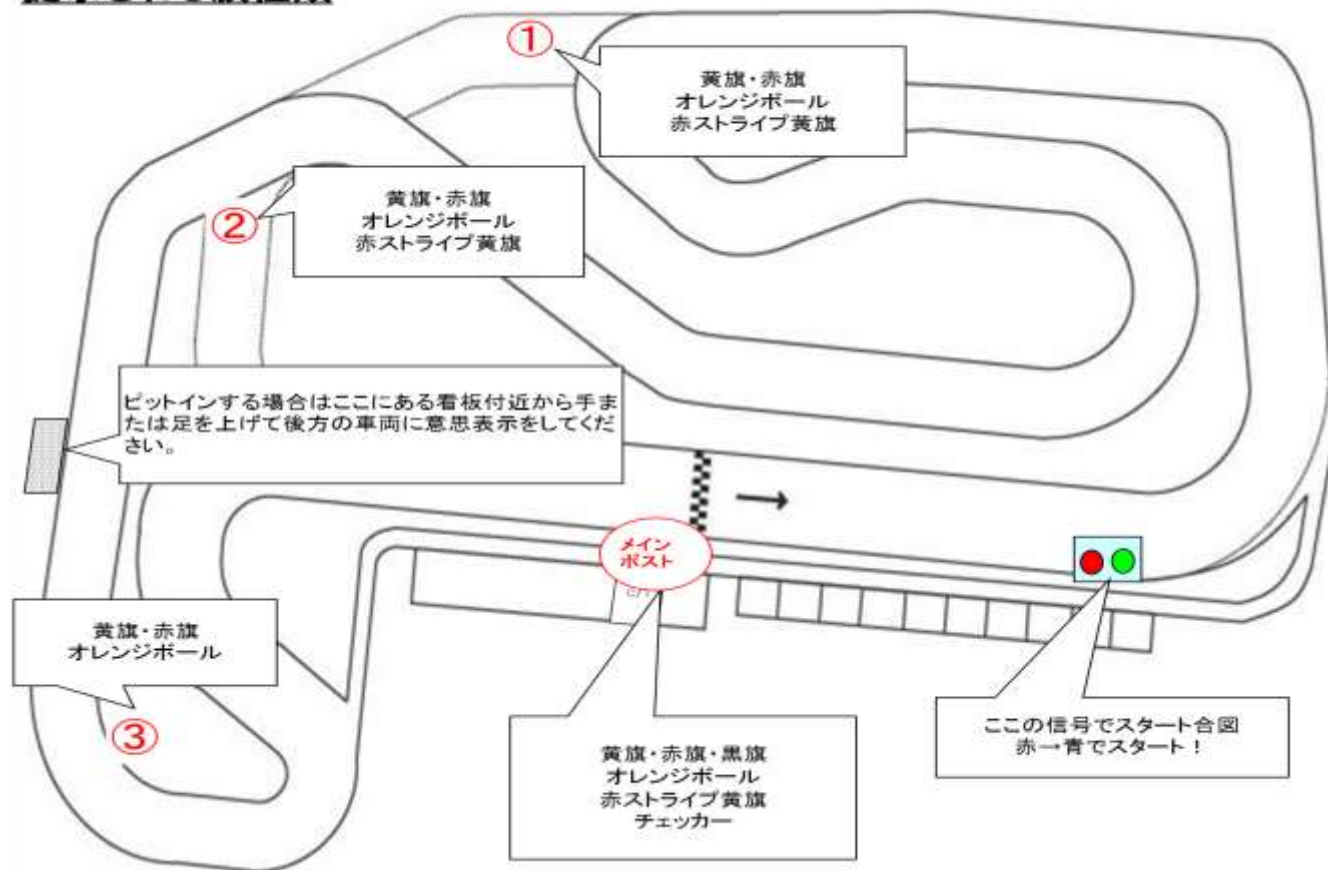 ①
黄旗・赤旗
オレンジボール
赤ストライプ黄旗
②
黄旗・赤旗
オレンジボール
赤ストライプ黄旗
ピットインする場合はここにある看板付近から手ま
たは足を上げて後方の車両に意思表示をしてくだ
さい。
メイン
ポスト
黄旗・赤旗
オレンジボール
③
黄旗・赤旗・黒旗
オレンジボール
赤ストライプ黄旗
チェッカー
ここの信号でスタート合図
赤→青でスタート！